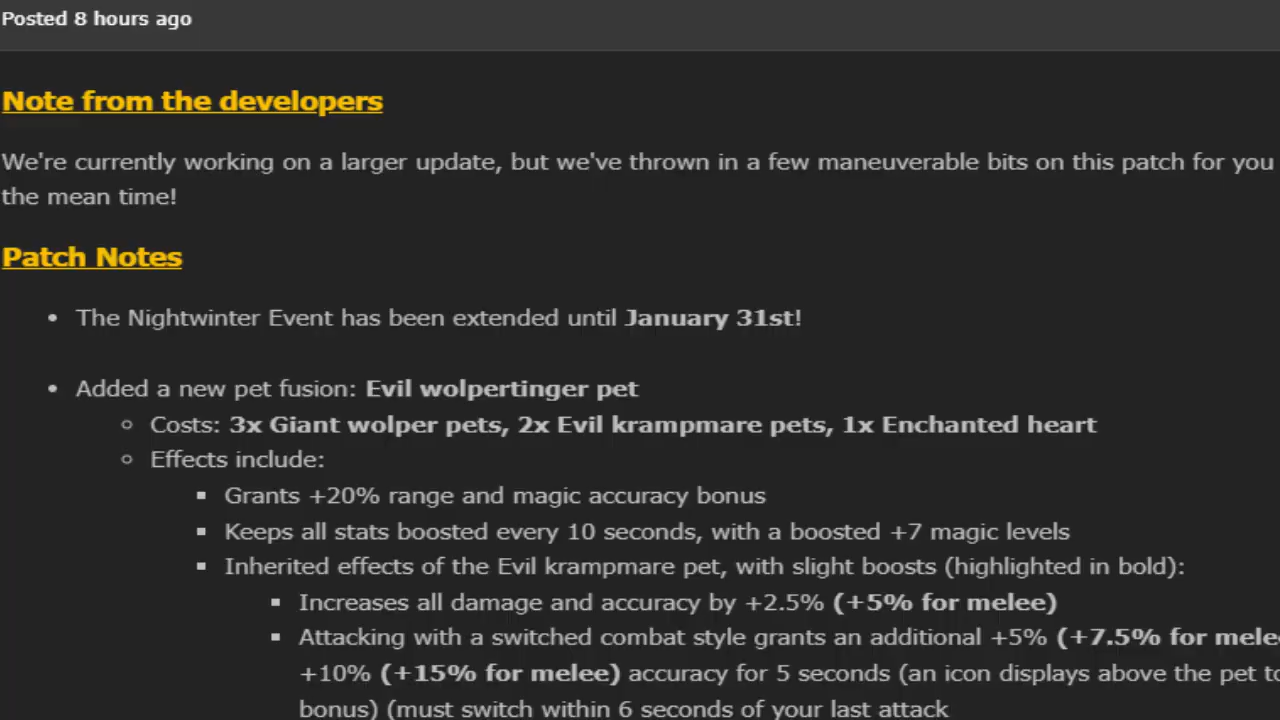 Posted 8 hours ago
Note from the developers
We're currently working on a larger update, but we've thrown in a few maneuverable bits on this patch for you
the mean time!
Patch Notes
• The Nightwinter Event has been extended until January 31st!
• Added a new pet fusion: Evil wolpertinger pet
◦ Costs: 3x Giant wolper pets, 2x Evil krampmare pets, 1x Enchanted heart
◦ Effects include:
▪ Grants +20% range and magic accuracy bonus
▪ Keeps all stats boosted every 10 seconds, with a boosted +7 magic levels
▪ Inherited effects of the Evil krampmare pet, with slight boosts (highlighted in bold):
▪ Increases all damage and accuracy by +2.5% (+5% for melee)
▪ Attacking with a switched combat style grants an additional +5% (+7.5% for mele
+10% (+15% for melee) accuracy for 5 seconds (an icon displays above the pet to
bonus) (must switch within 6 seconds of your last attack